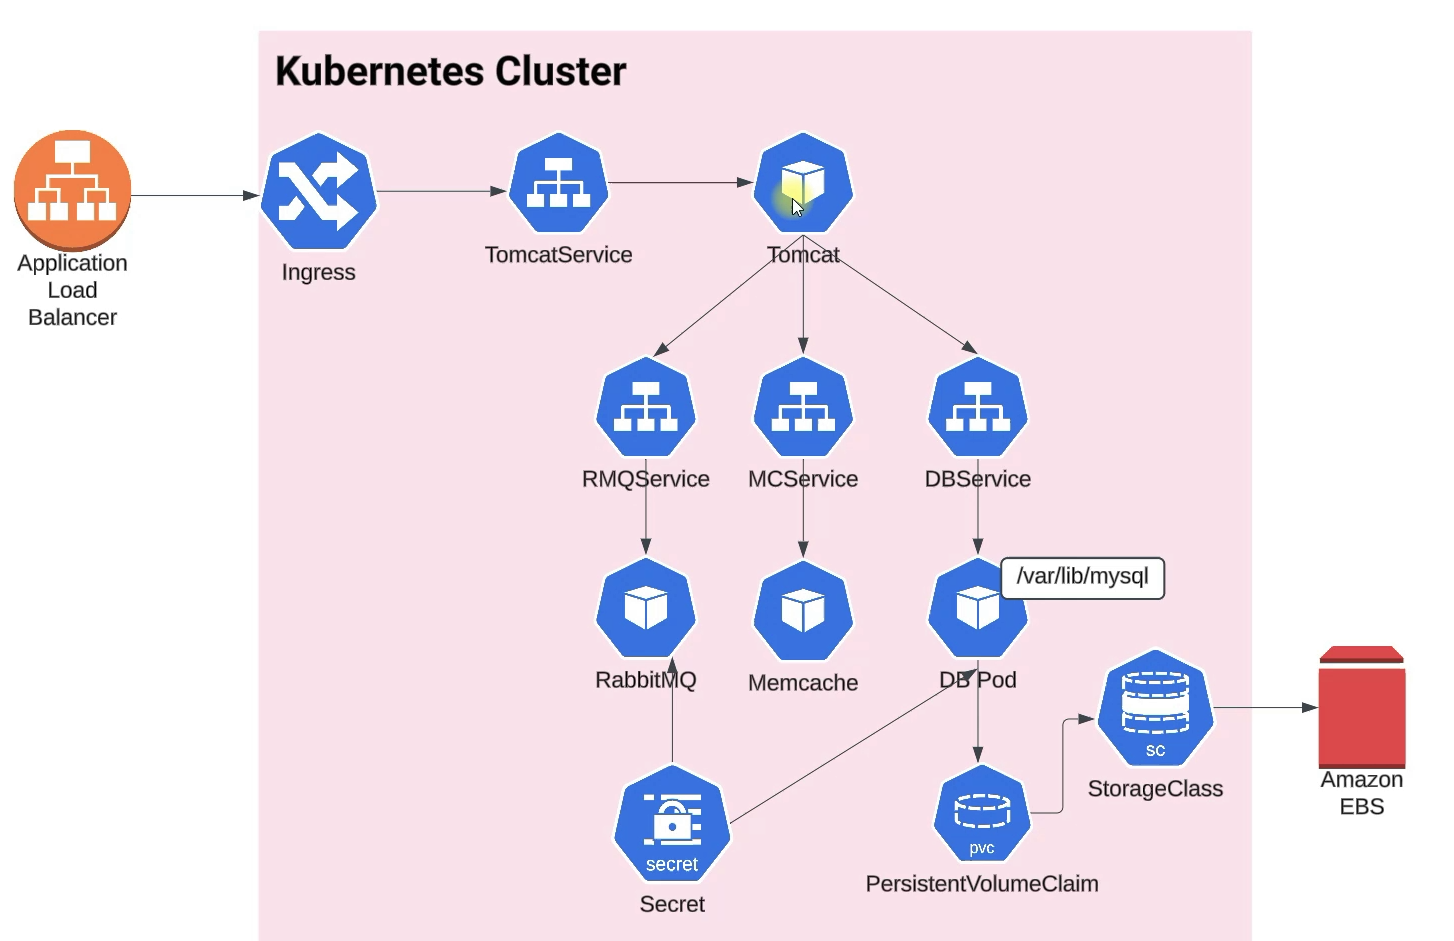 Kubernetes Cluster
Application
Load
Balancer
Ingress
TomcatService
Tomcat
RMQService
MCService
DBService
/var/lib/mysql
RabbitMQ
Memcache
DB Pod
sc
StorageClass
Amazon
EBS
secret
Secret
pvc
PersistentVolumeClaim